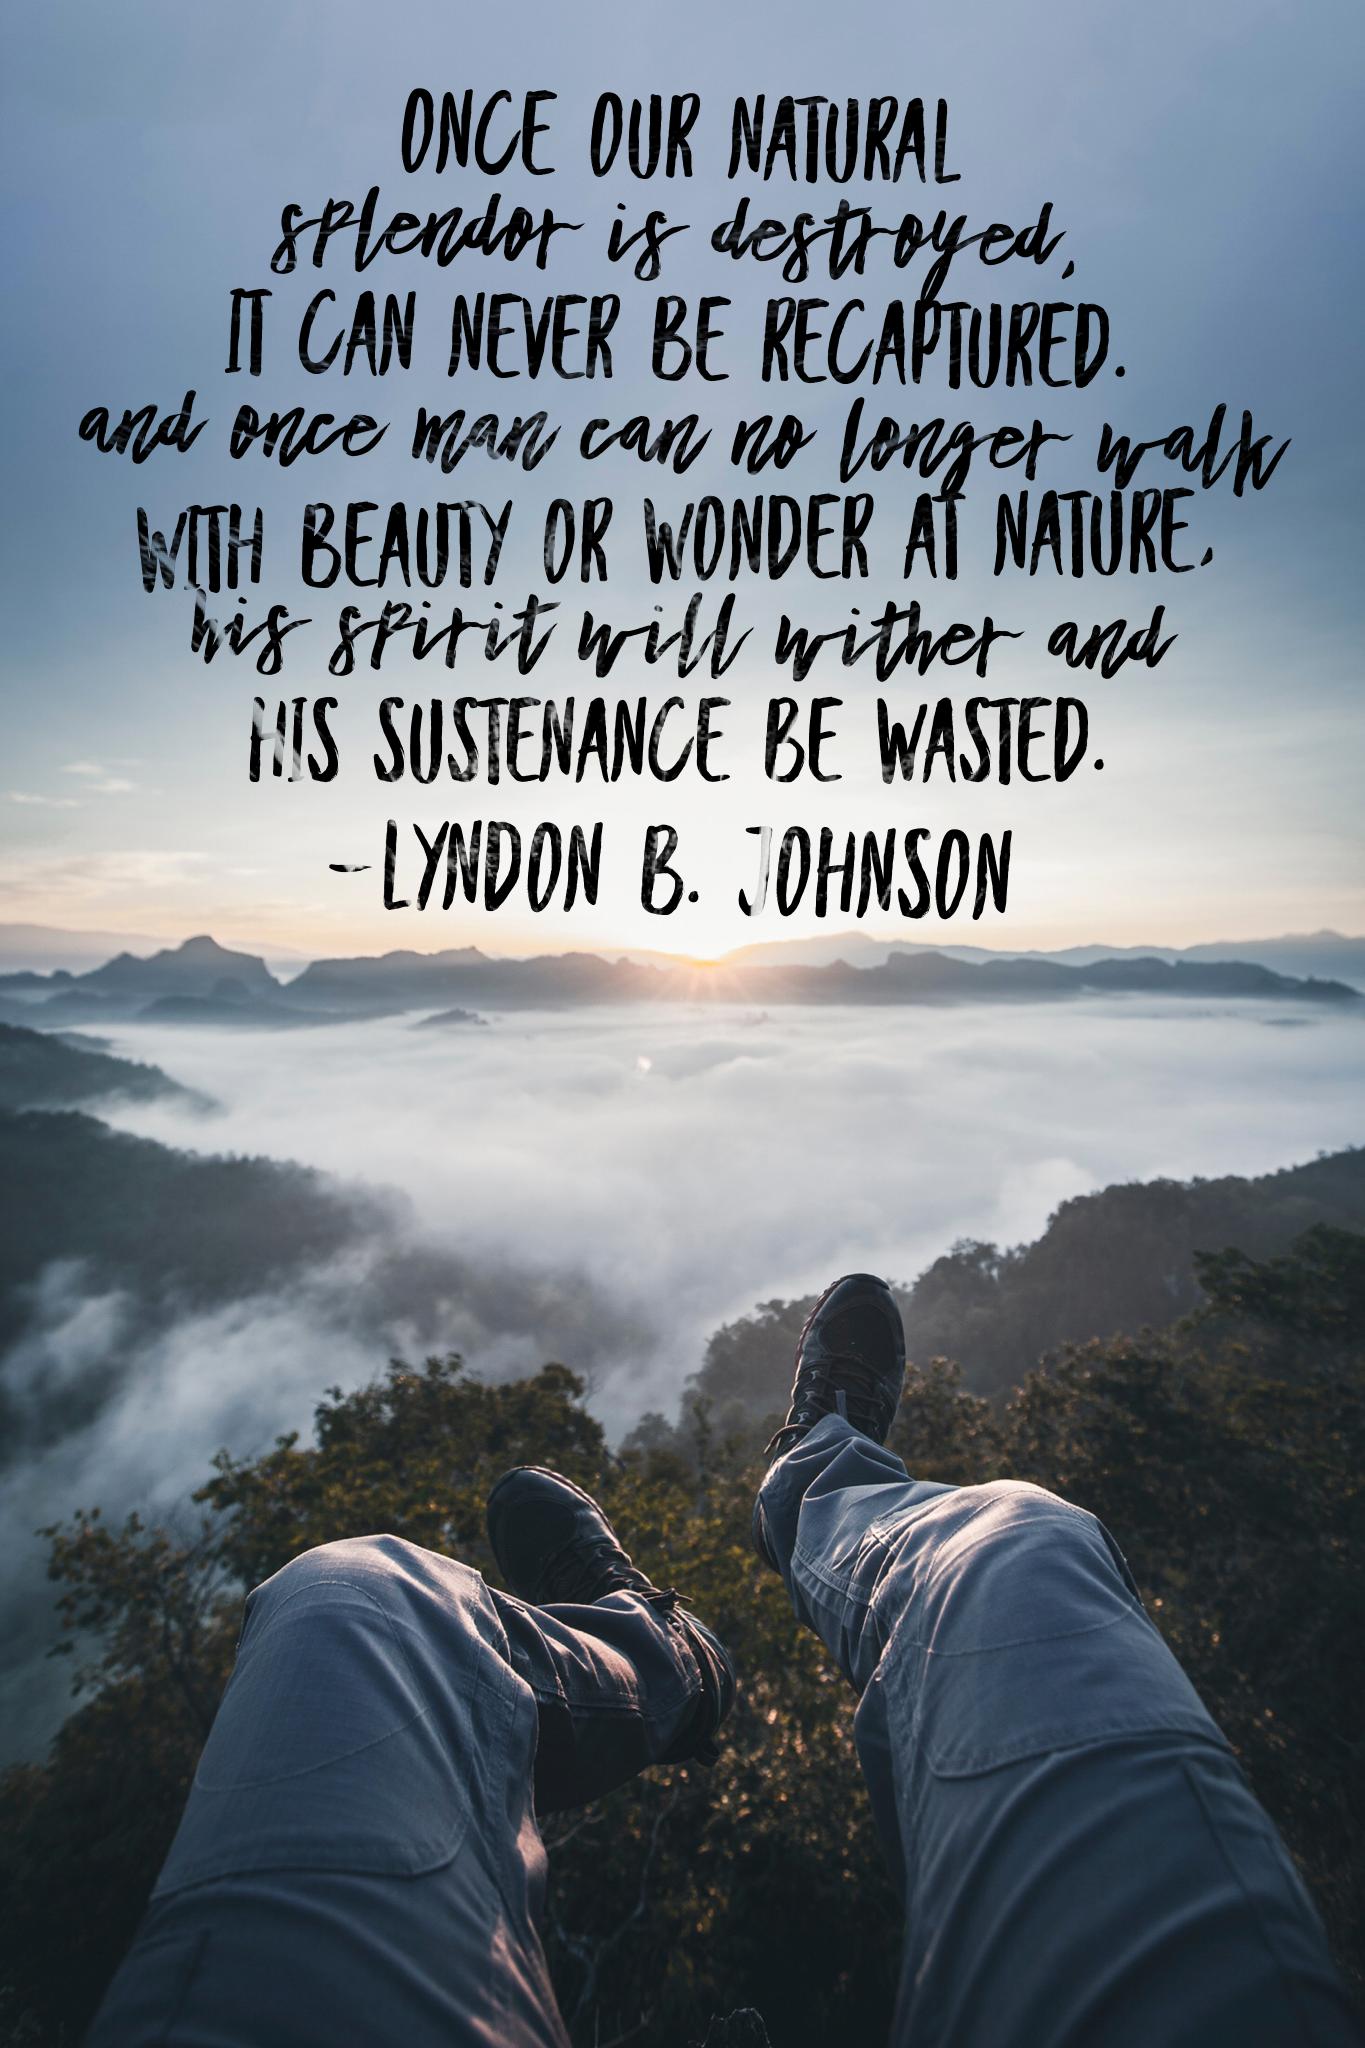 ONCE OUR NATURAL
splendor is destroyed,
IT CAN NEVER BE RECAPTURED.
and once man can no longer walk
WITH BEAUTY OR WONDER AT NATURE,
his spirit will wither and
HIS SUSTENANCE BE WASTED.
-LYNDON B. JOHNSON